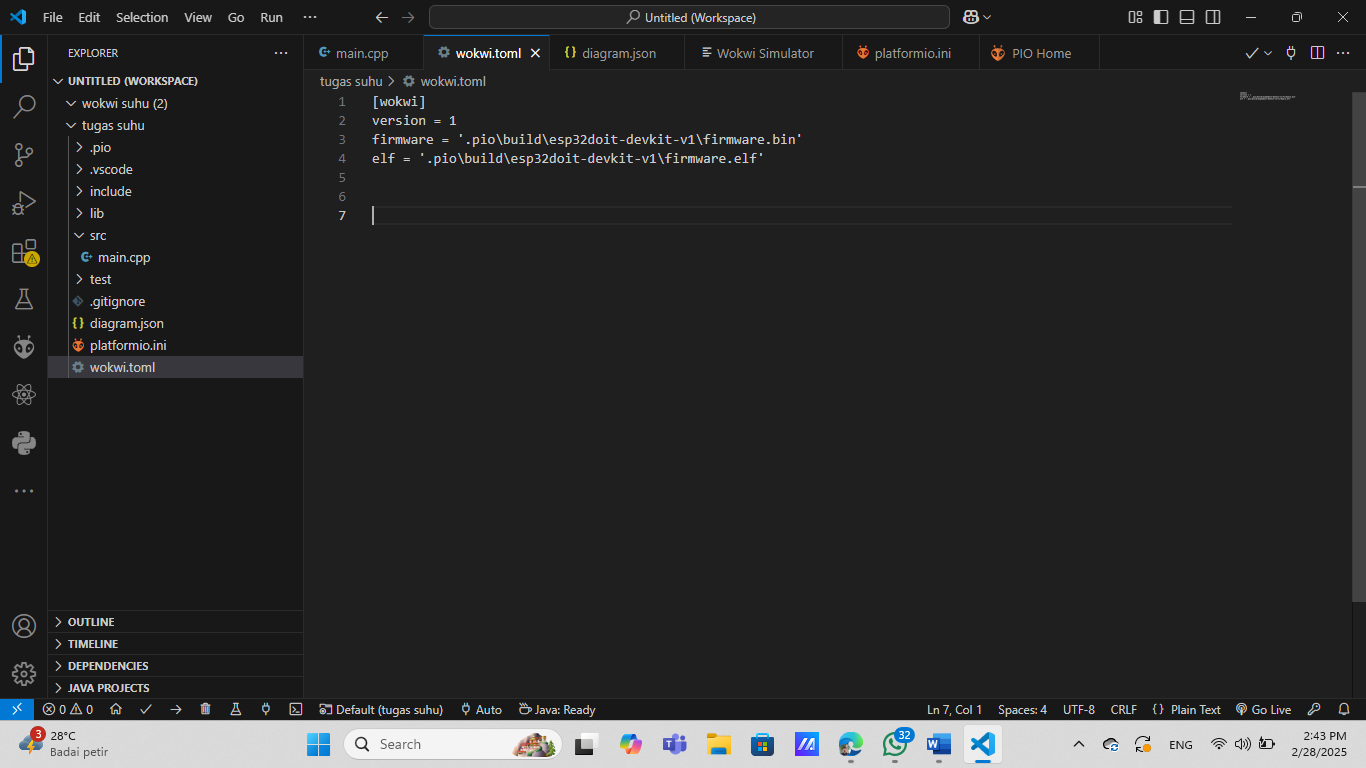 File Edit Selection View Go Run ··· Untitled (Workspace)
EXPLORER ···
main.cpp wokwi.toml diagram.json Wokwi Simulator platformio.ini PIO Home
UNTITLED (WORKSPACE)
wokwi suhu (2)
tugas suhu
.pio
.vscode
include
lib
src
main.cpp
test
.gitignore
diagram.json
platformio.ini
wokwi.toml
OUTLINE
TIMELINE
DEPENDENCIES
JAVA PROJECTS
tugas suhu > wokwi.toml
1 [wokwi]
2 version = 1
3 firmware = '.pio\build\esp32doit-devkit-v1\firmware.bin'
4 elf = '.pio\build\esp32doit-devkit-v1\firmware.elf'
5
6
7
0 0 Default (tugas suhu) Auto Java: Ready Ln 7, Col 1 Spaces: 4 UTF-8 CRLF {} Plain Text Go Live
3 28°C
Badai petir
Search
32
ENG
2:43 PM
2/28/2025